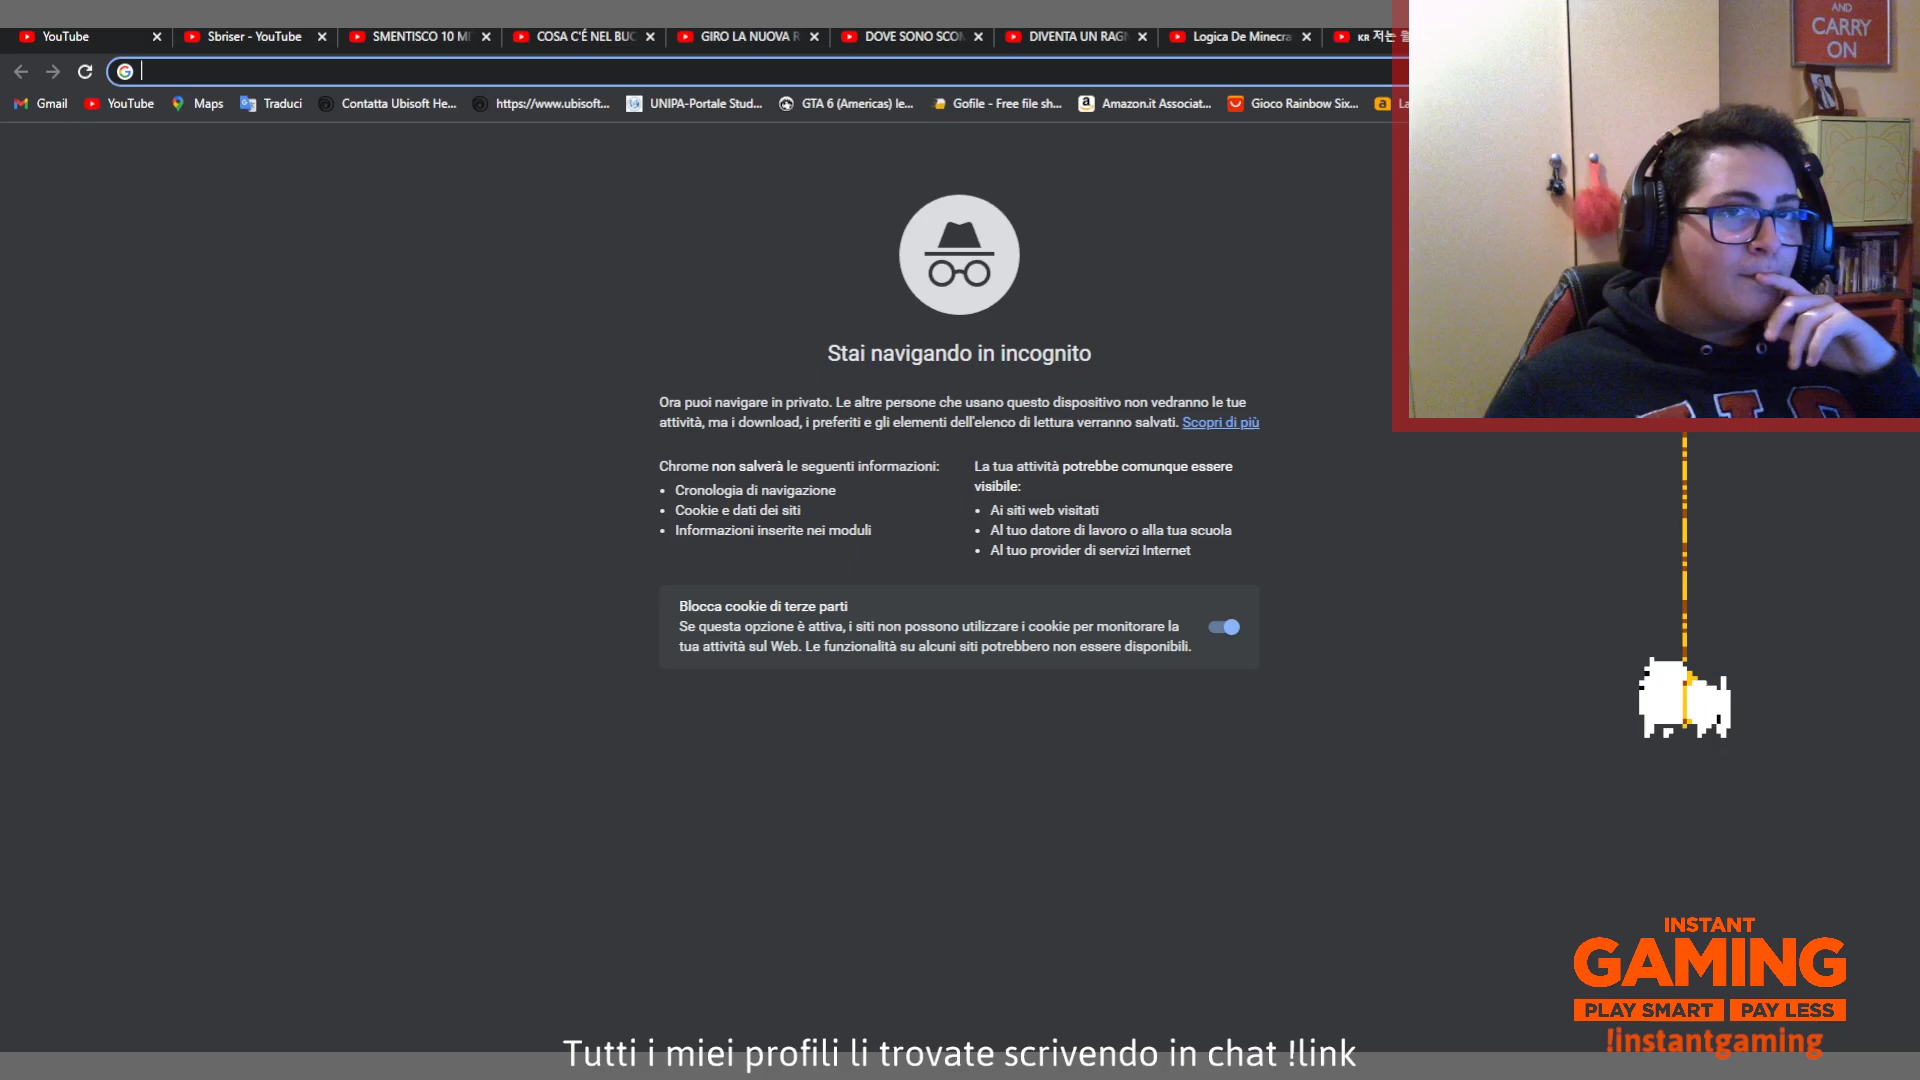 YouTube
Sbriser - YouTube
SMENTISCO 10 MI
COSA C'É NEL BUC
GIRO LA NUOVA R
DOVE SONO SCOM
DIVENTA UN RAGN
Logica De Minecra
KR 저는
Gmail
YouTube
Maps
Traduci
Contatta Ubisoft He...
https://www.ubisoft...
UNIPA-Portale Stud...
GTA 6 (Americas) le...
Gofile - Free file sh...
Amazon.it Associat...
Gioco Rainbow Six...
La
AND
CARRY
ON
Stai navigando in incognito
Ora puoi navigare in privato. Le altre persone che usano questo dispositivo non vedranno le tue
attività, ma i download, i preferiti e gli elementi dell'elenco di lettura verranno salvati. Scopri di più
Chrome non salverà le seguenti informazioni:
• Cronologia di navigazione
• Cookie e dati dei siti
• Informazioni inserite nei moduli
La tua attività potrebbe comunque essere
visibile:
• Ai siti web visitati
• Al tuo datore di lavoro o alla tua scuola
• Al tuo provider di servizi Internet
Blocca cookie di terze parti
Se questa opzione è attiva, i siti non possono utilizzare i cookie per monitorare la
tua attività sul Web. Le funzionalità su alcuni siti potrebbero non essere disponibili.
INSTANT
GAMING
PLAY SMART PAY LESS
!instantgaming
Tutti i miei profili li trovate scrivendo in chat !link